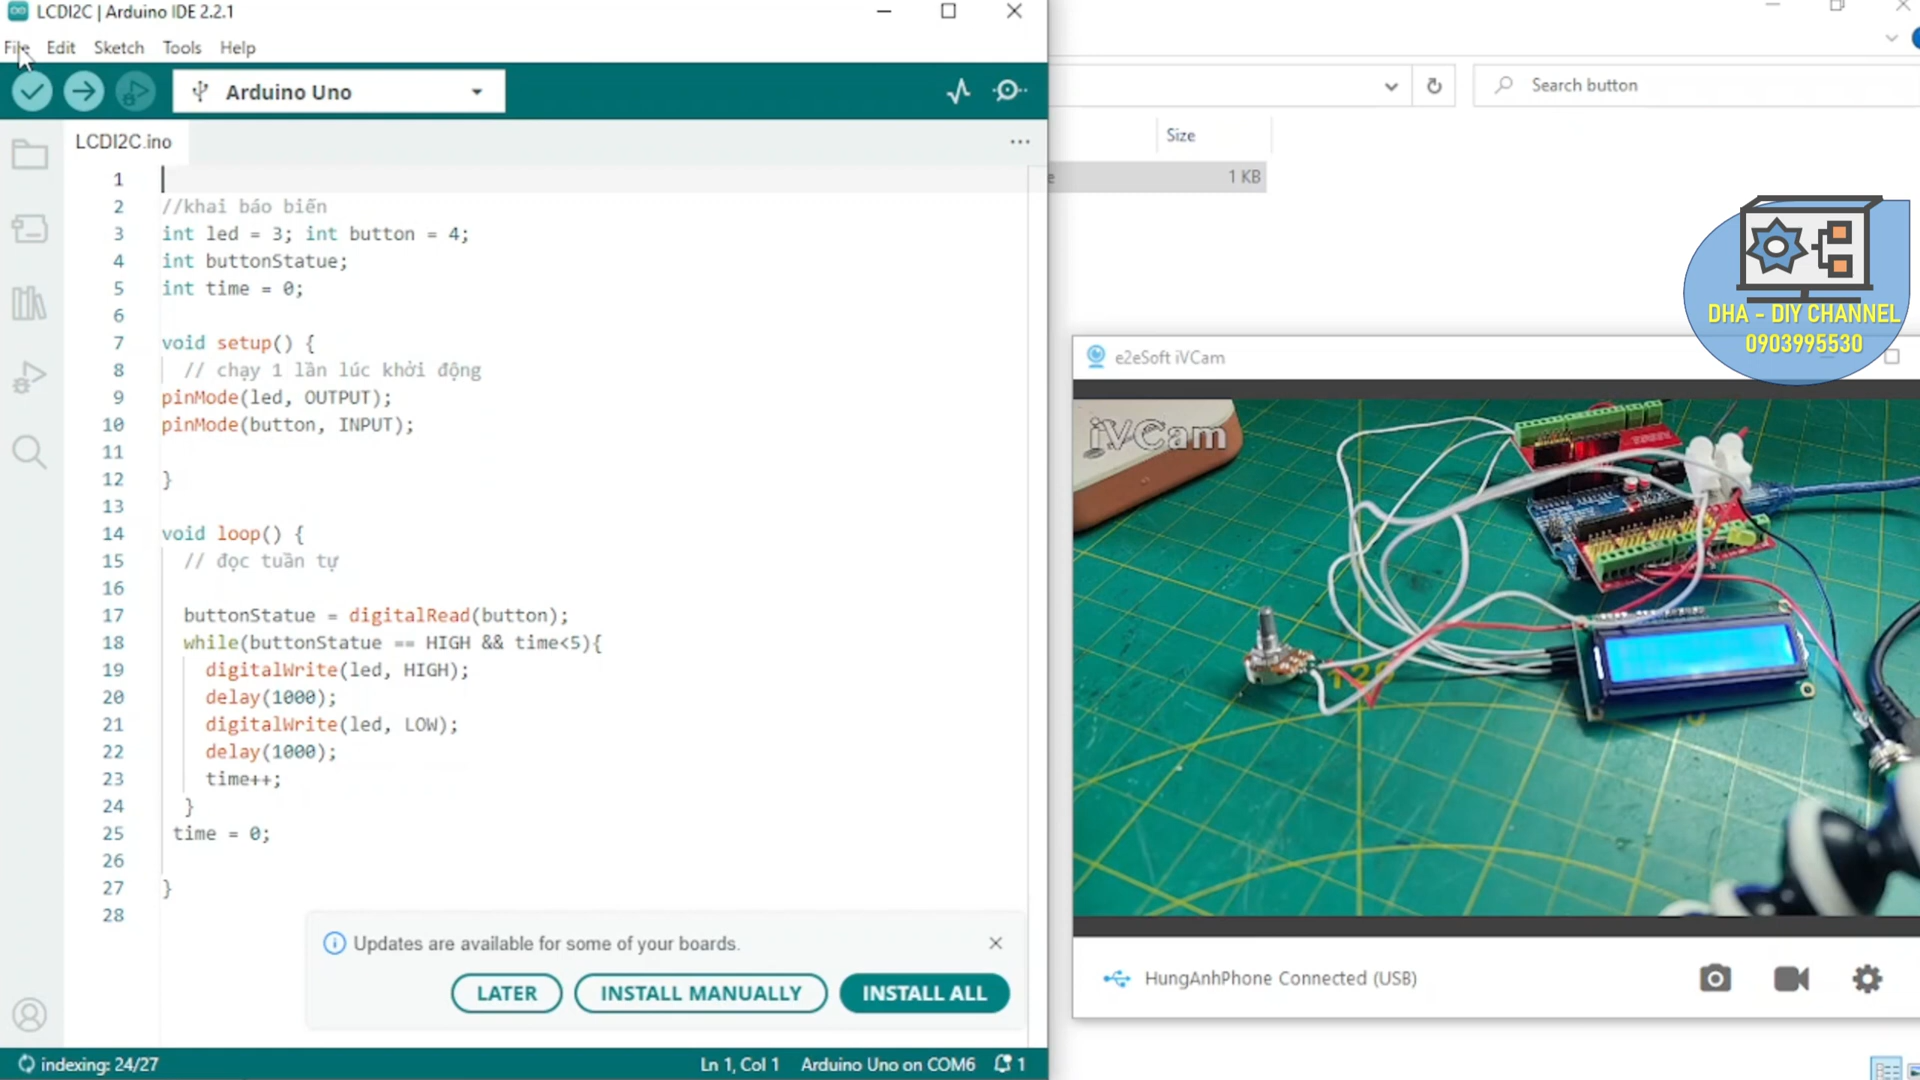 LCDI2C | Arduino IDE 2.2.1
File Edit Sketch Tools Help
Arduino Uno
LCDI2C.ino
1
2 //khai báo biến
3 int led = 3; int button = 4;
4 int buttonStatue;
5 int time = 0;
6
7 void setup() {
8 // chạy 1 lần lúc khởi động
9 pinMode(led, OUTPUT);
10 pinMode(button, INPUT);
11
12 }
13
14 void loop() {
15 // đọc tuần tự
16
17 buttonStatue = digitalRead(button);
18 while(buttonStatue == HIGH && time<5){
19 digitalWrite(led, HIGH);
20 delay(1000);
21 digitalWrite(led, LOW);
22 delay(1000);
23 time++;
24 }
25 time = 0;
26
27 }
28
Updates are available for some of your boards.
LATER INSTALL MANUALLY INSTALL ALL
indexing: 24/27
Ln 1, Col 1 Arduino Uno on COM6 1
Search button
Size
e 1 KB
DHA - DIY CHANNEL
0903995530
e2eSoft iVCam
iVCam
120
HungAnhPhone Connected (USB)